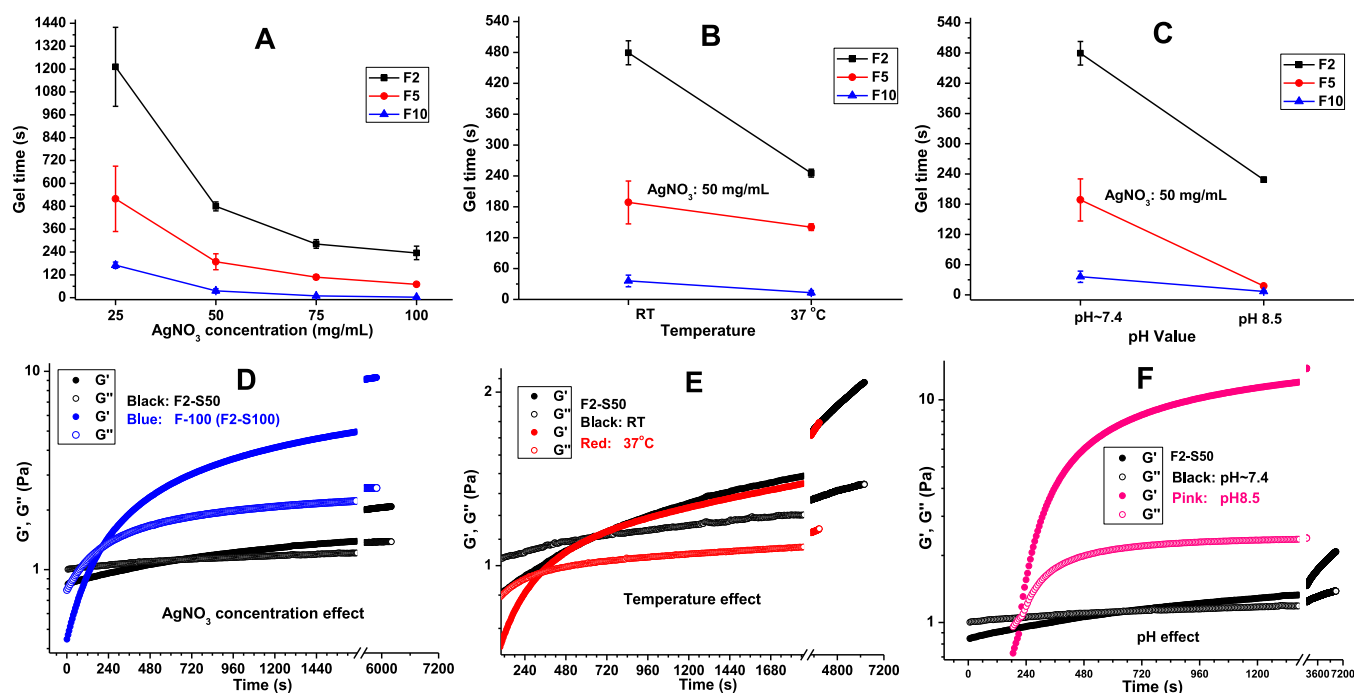 A
Gel time (s)
1440
1320
1200
1080
960
840
720
600
480
360
240
120
0
F2
F5
F10
25
50
75
100
AgNO3 concentration (mg/mL)
B
Gel time (s)
540
480
420
360
300
240
180
120
60
0
F2
F5
F10
AgNO3: 50 mg/mL
RT
37 °C
Temperature
C
Gel time (s)
540
480
420
360
300
240
180
120
60
0
F2
F5
F10
AgNO3: 50 mg/mL
pH~7.4
pH 8.5
pH Value
D
G', G'' (Pa)
10
1
G'
G''
G'
G''
Black: F2-S50
Blue: F-100 (F2-S100)
AgNO3 concentration effect
0
480
960
1440
6000
7200
Time (s)
E
G', G'' (Pa)
2
1
G'
G''
G'
G''
F2-S50
Black: RT
Red: 37°C
Temperature effect
240
480
720
960
1200
1440
1680
4800
7200
Time (s)
F
G', G'' (Pa)
10
1
G'
G''
G'
G''
F2-S50
Black: pH~7.4
Pink: pH8.5
pH effect
0
240
480
720
960
1200
3600
7200
Time (s)